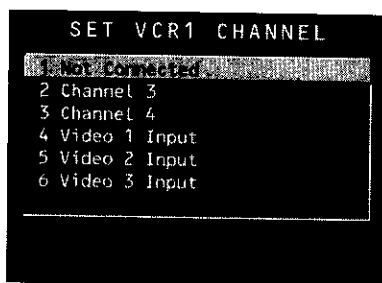 SET VCR1 CHANNEL
1 Not Connected
2 Channel 3
3 Channel 4
4 Video 1 Input
5 Video 2 Input
6 Video 3 Input